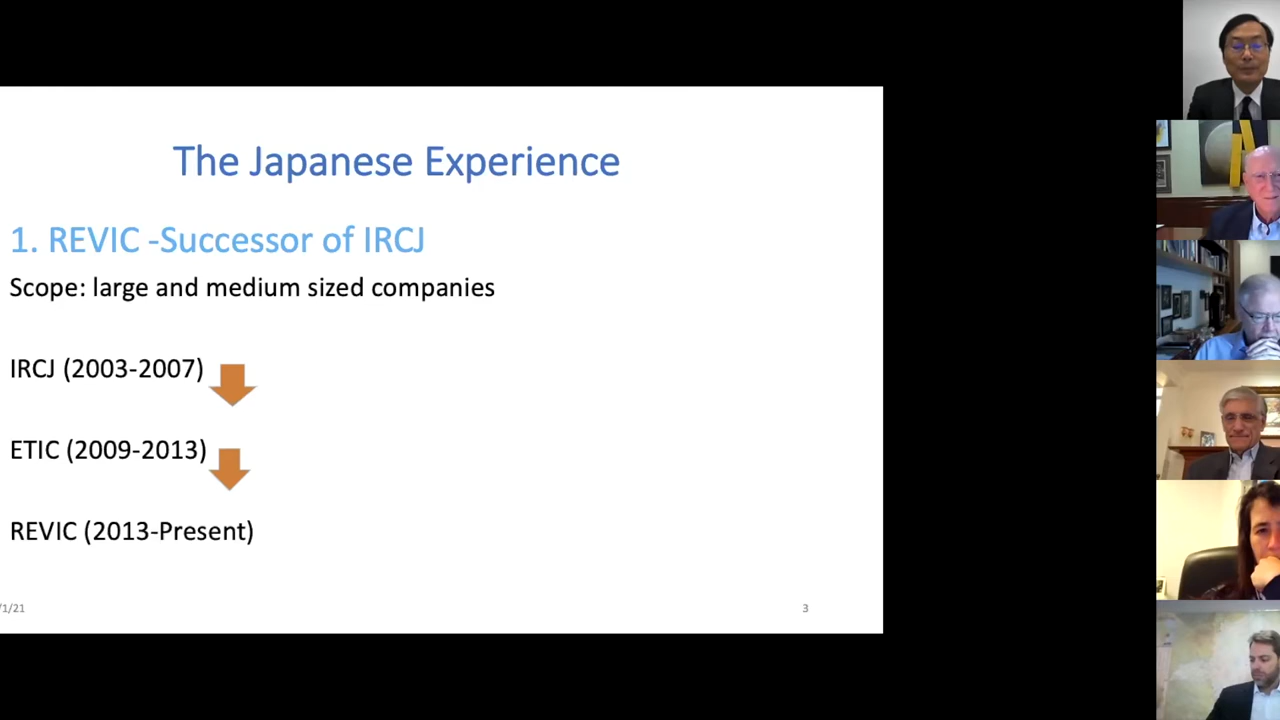 The Japanese Experience
1. REVIC -Successor of IRCJ
Scope: large and medium sized companies
IRCJ (2003-2007)
ETIC (2009-2013)
REVIC (2013-Present)
/1/21
3